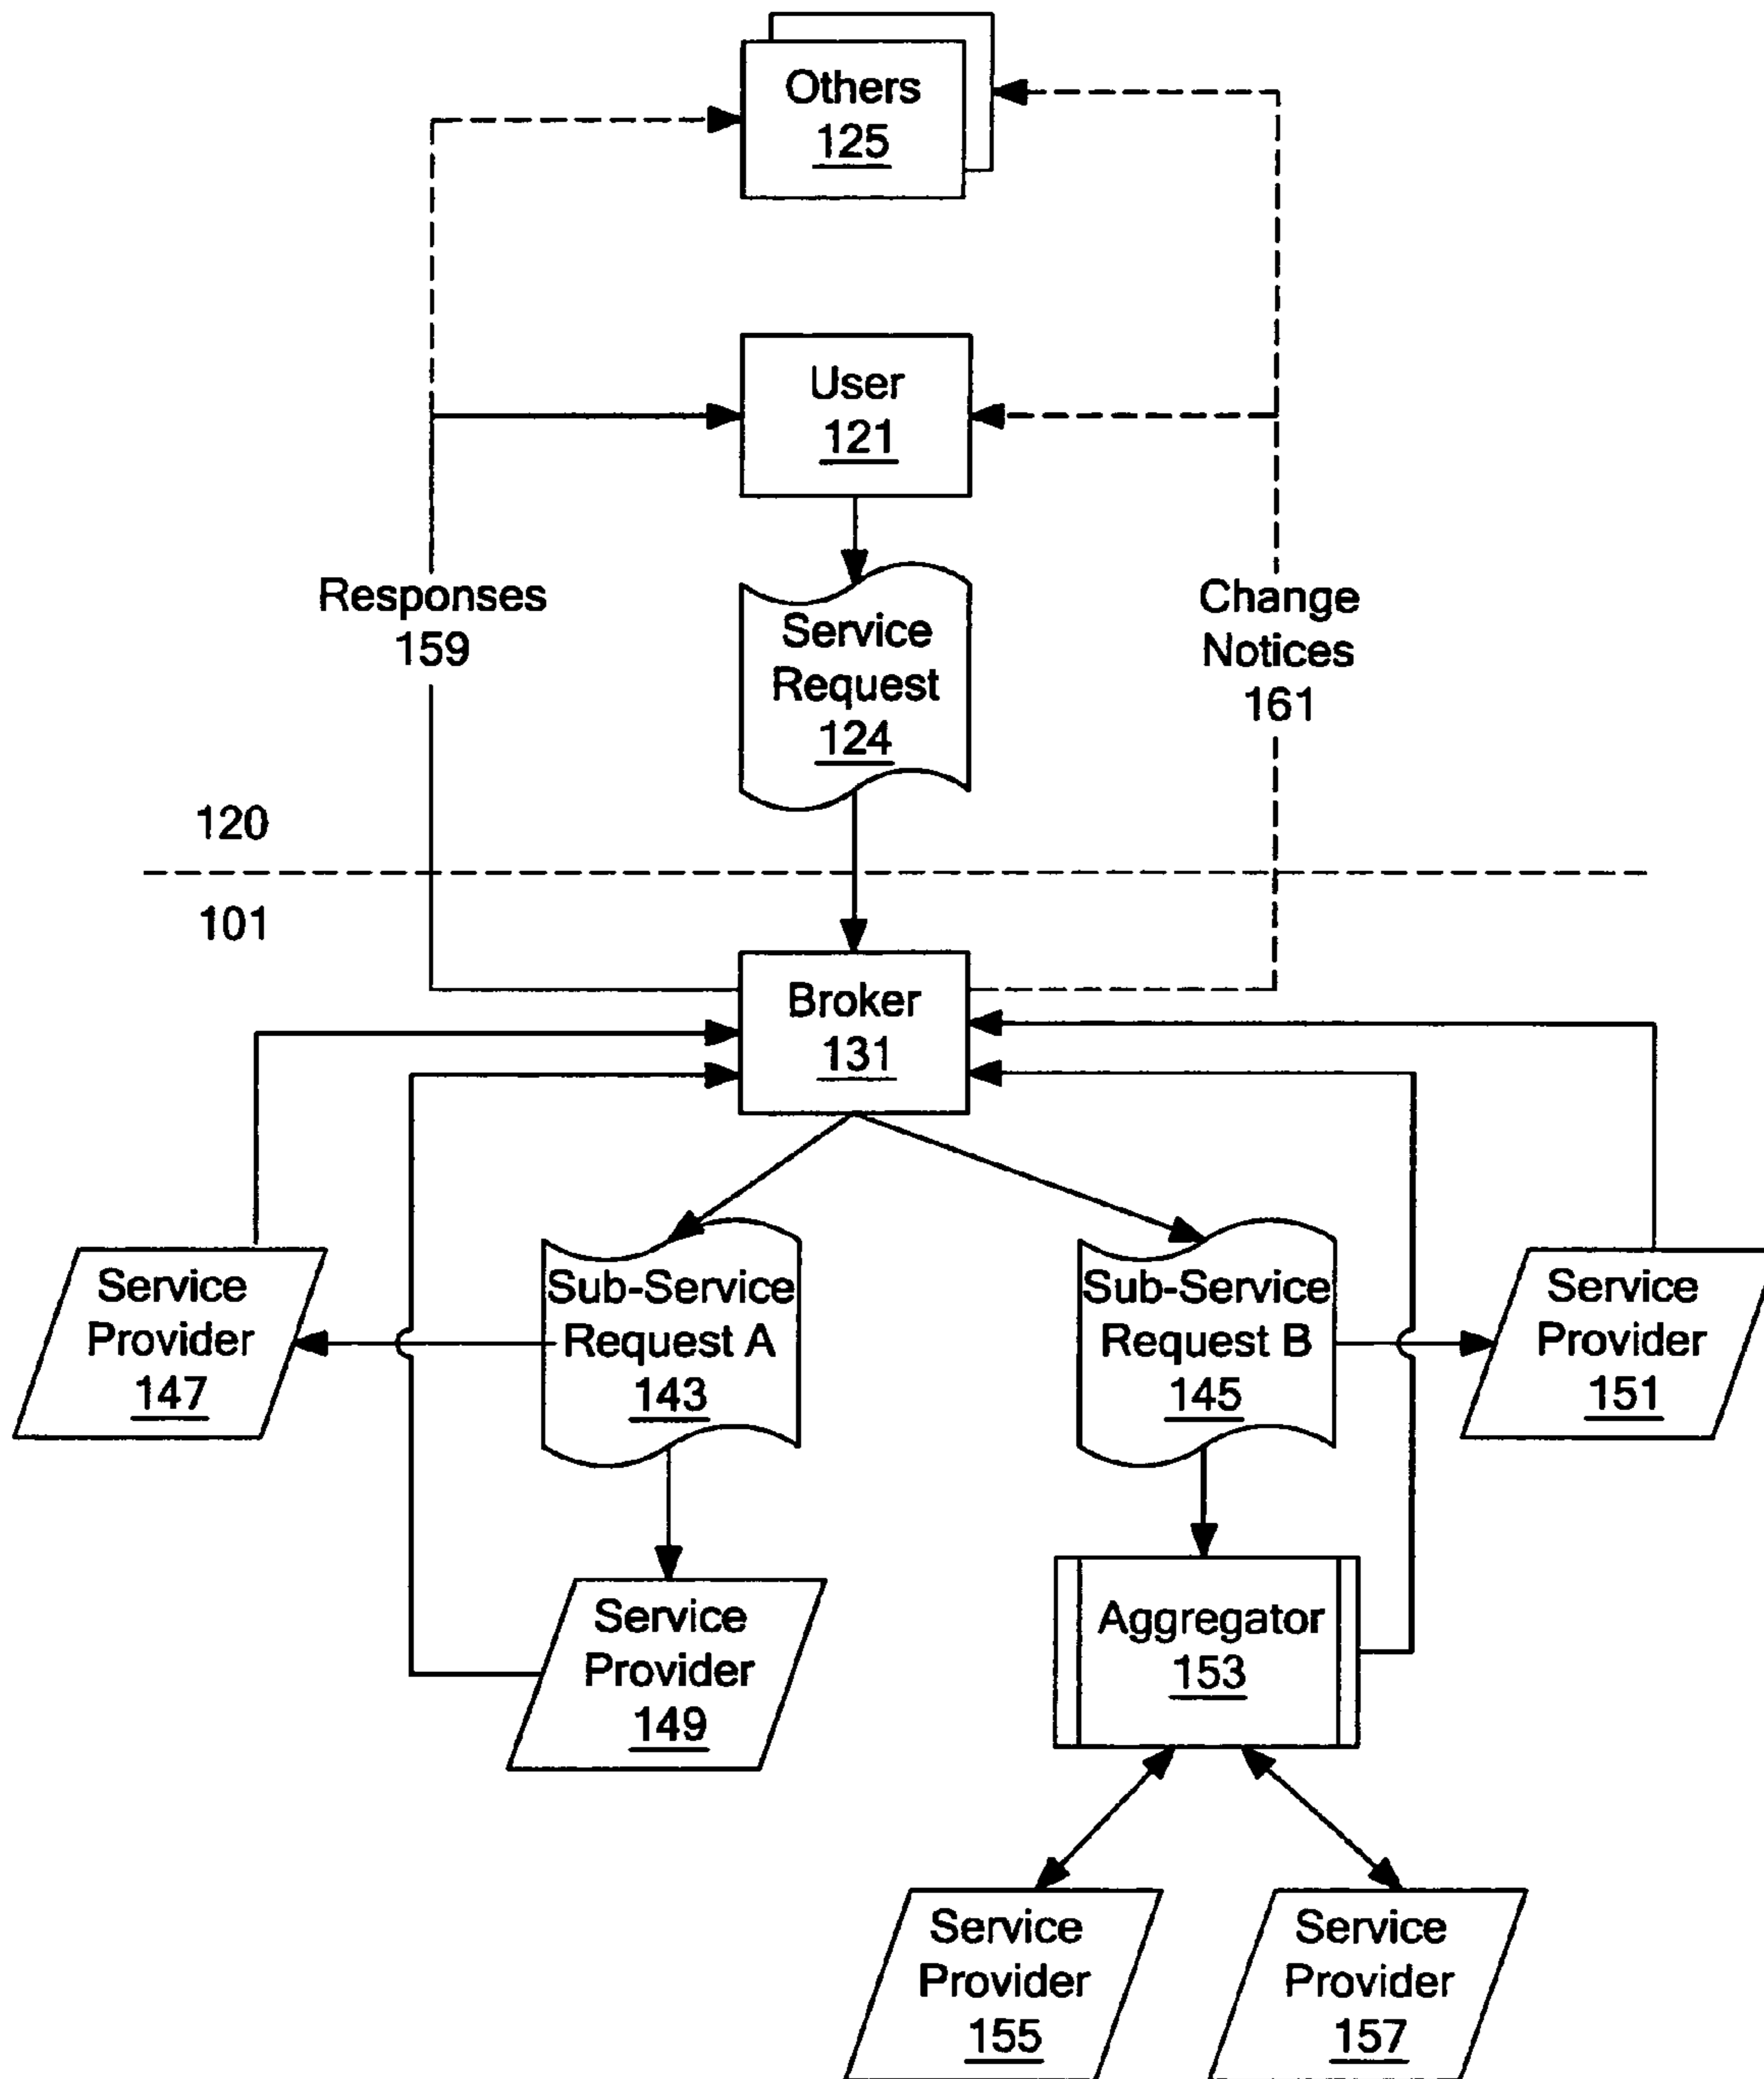 Others
125
User
121
Responses
159
Service
Request
124
Change
Notices
161
120
101
Broker
131
Service
Provider
147
Sub-Service
Request A
143
Sub-Service
Request B
145
Service
Provider
151
Service
Provider
149
Aggregator
153
Service
Provider
155
Service
Provider
157